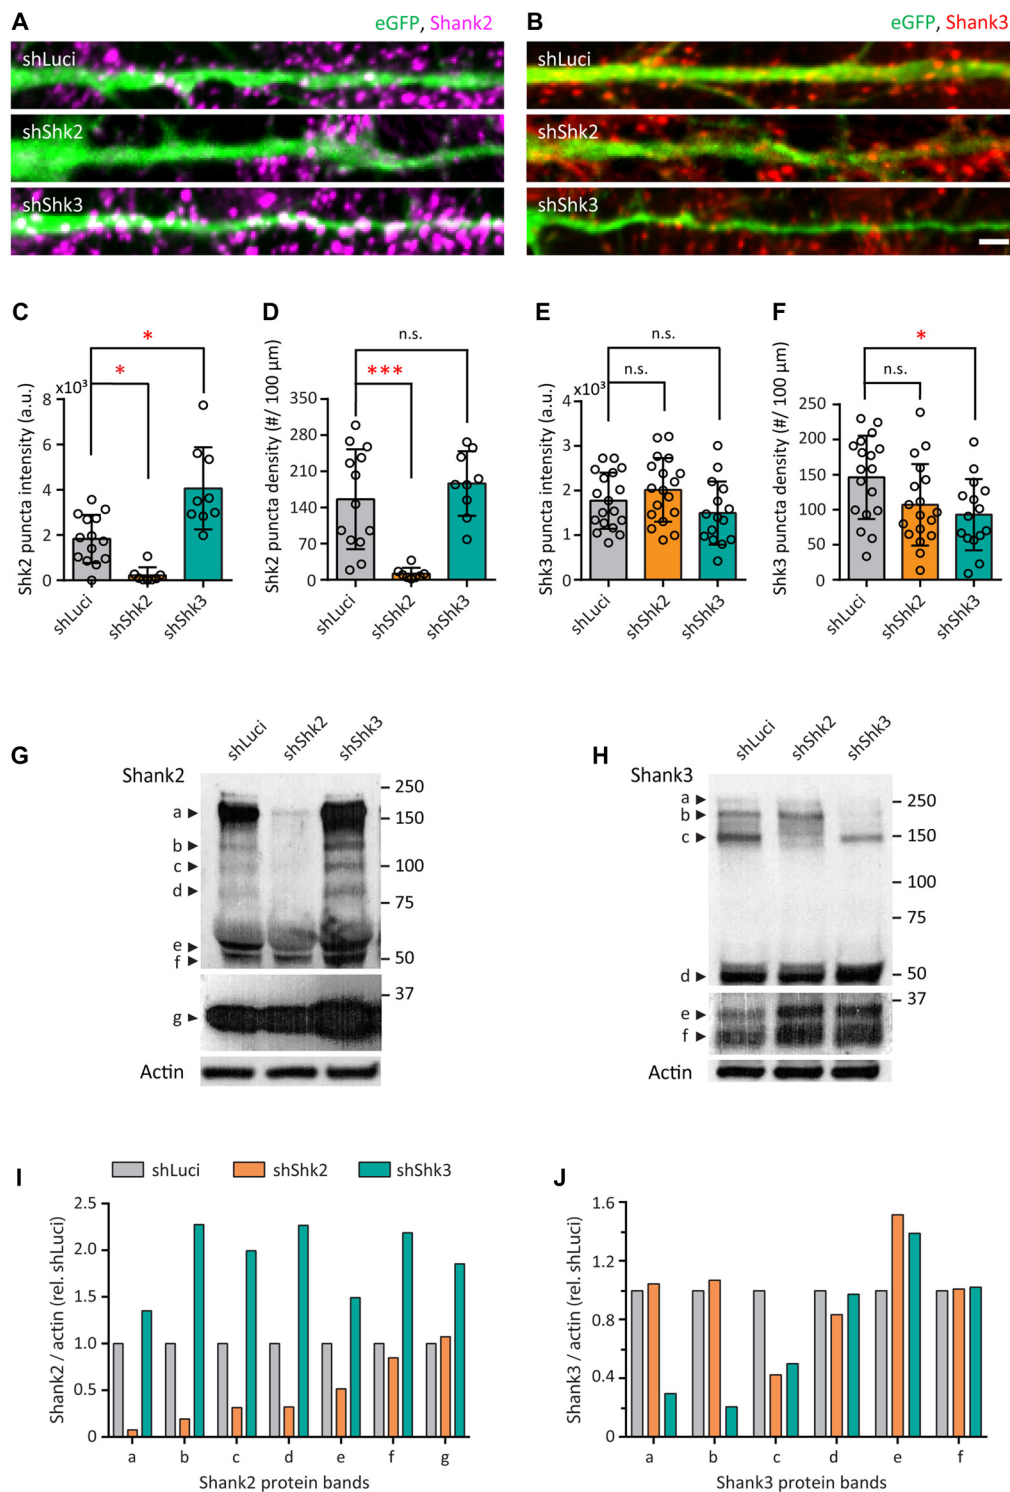 A
eGFP, Shank2
shLuci
shShk2
shShk3
B
eGFP, Shank3
shLuci
shShk2
shShk3
C
*
*
x10³
Shk2 puncta intensity (a.u.)
8
6
4
2
0
shLuci
shShk2
shShk3
D
n.s.
***
Shk2 puncta density (#/ 100 µm)
350
280
210
140
70
0
shLuci
shShk2
shShk3
E
n.s.
n.s.
x10³
Shk3 puncta intensity (a.u.)
4
3
2
1
0
shLuci
shShk2
shShk3
F
*
n.s.
Shk3 puncta density (#/ 100 µm)
250
200
150
100
50
0
shLuci
shShk2
shShk3
G
shLuci
shShk2
shShk3
Shank2
a
b
c
d
e
f
g
250
150
100
75
50
37
Actin
H
shLuci
shShk2
shShk3
Shank3
a
b
c
d
e
f
250
150
100
75
50
37
Actin
I
shLuci
shShk2
shShk3
Shank2 / actin (rel. shLuci)
2.5
2.0
1.5
1.0
0.5
0
a b c d e f g
Shank2 protein bands
J
Shank3 / actin (rel. shLuci)
1.6
1.2
0.8
0.4
0
a b c d e f
Shank3 protein bands